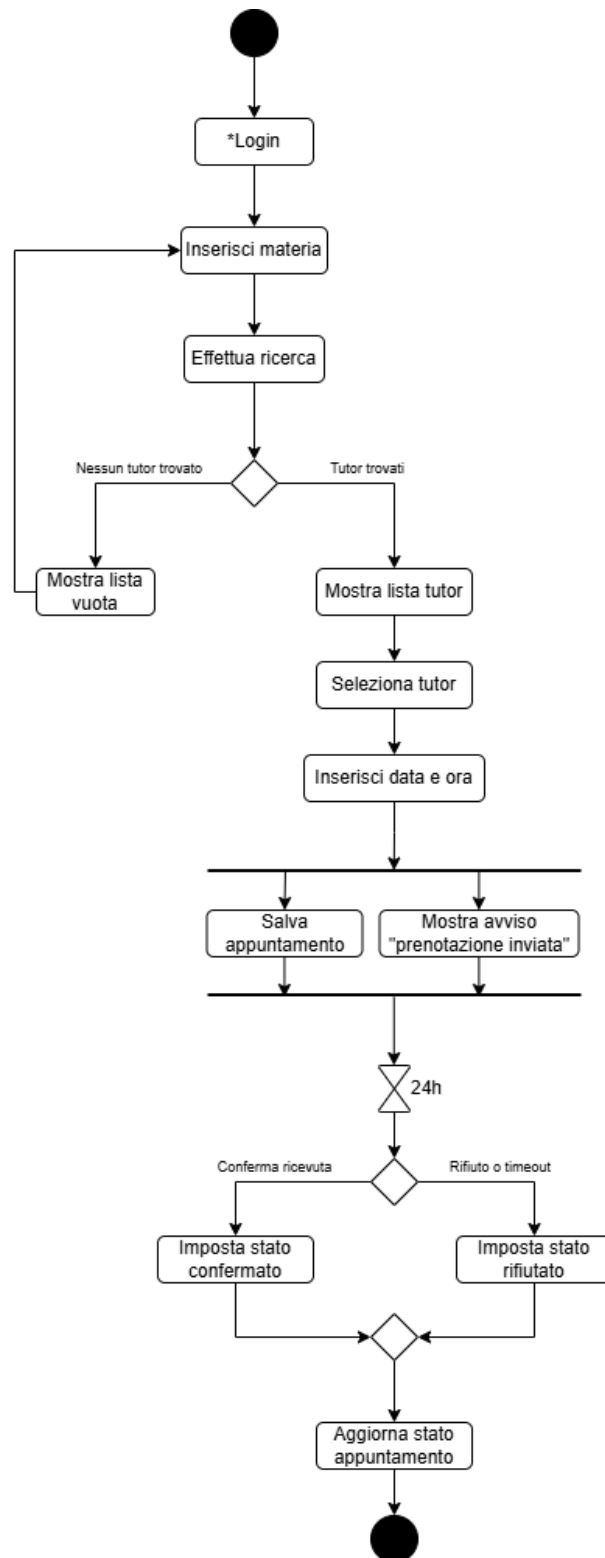 *Login
Inserisci materia
Effettua ricerca
Nessun tutor trovato
Tutor trovati
Mostra lista
vuota
Mostra lista tutor
Seleziona tutor
Inserisci data e ora
Salva
appuntamento
Mostra avviso
"prenotazione inviata"
24h
Conferma ricevuta
Rifiuto o timeout
Imposta stato
confermato
Imposta stato
rifiutato
Aggiorna stato
appuntamento